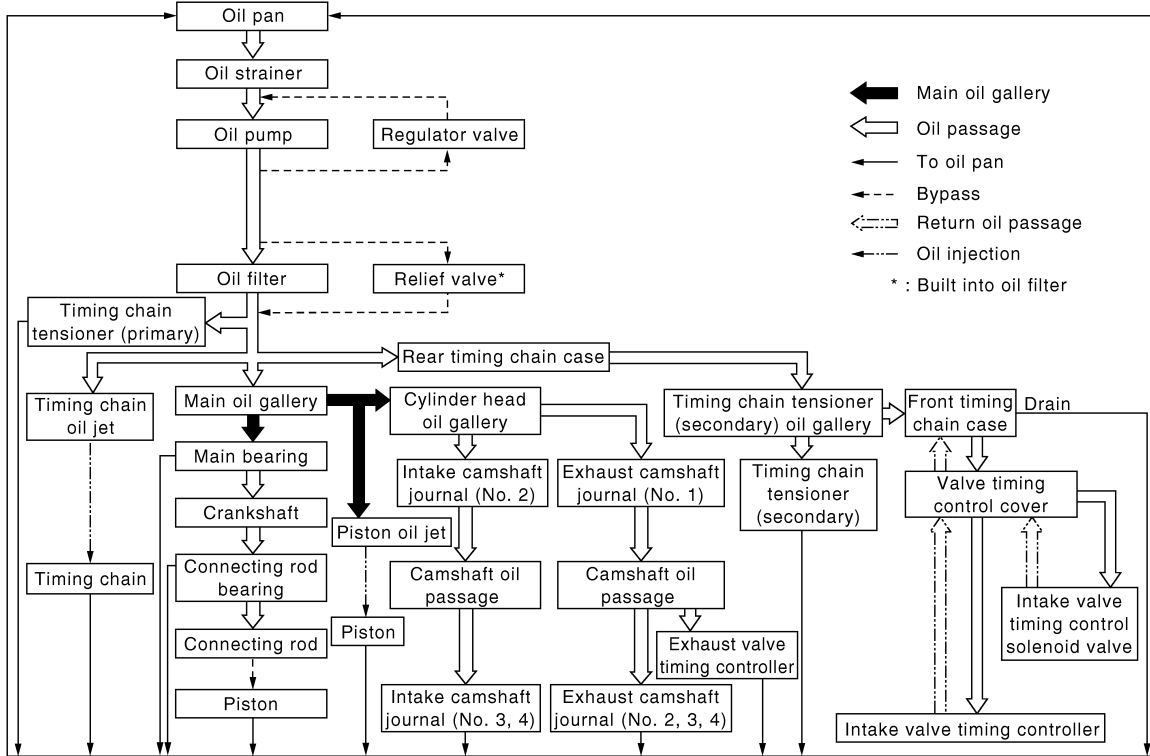 Oil pan
Oil strainer
Oil pump
Regulator valve
Oil filter
Relief valve*
Main oil gallery
Oil passage
To oil pan
Bypass
Return oil passage
Oil injection
* : Built into oil filter
Timing chain
tensioner (primary)
Rear timing chain case
Timing chain
oil jet
Main oil gallery
Cylinder head
oil gallery
Timing chain tensioner
(secondary) oil gallery
Front timing
chain case
Drain
Main bearing
Intake camshaft
journal (No. 2)
Exhaust camshaft
journal (No. 1)
Timing chain
tensioner
(secondary)
Valve timing
control cover
Crankshaft
Piston oil jet
Timing chain
Connecting rod
bearing
Camshaft oil
passage
Camshaft oil
passage
Intake valve
timing control
solenoid valve
Connecting rod
Piston
Exhaust valve
timing controller
Piston
Intake camshaft
journal (No. 3, 4)
Exhaust camshaft
journal (No. 2, 3, 4)
Intake valve timing controller